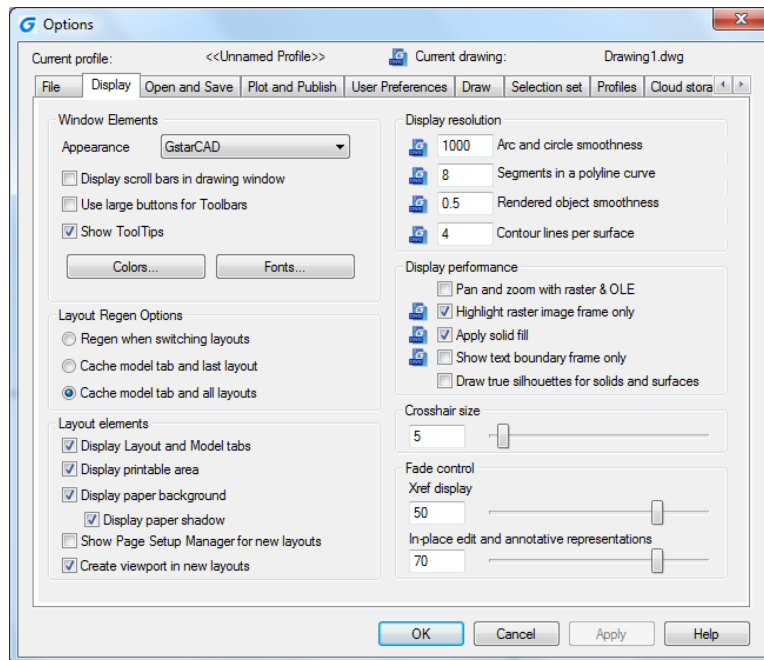 Options
Current profile: <<Unnamed Profile>> Current drawing: Drawing1.dwg
File Display Open and Save Plot and Publish User Preferences Draw Selection set Profiles Cloud stora
Window Elements
Appearance GstarCAD
Display scroll bars in drawing window
Use large buttons for Toolbars
Show ToolTips
Colors... Fonts...
Layout Regen Options
Regen when switching layouts
Cache model tab and last layout
Cache model tab and all layouts
Layout elements
Display Layout and Model tabs
Display printable area
Display paper background
Display paper shadow
Show Page Setup Manager for new layouts
Create viewport in new layouts
Display resolution
1000 Arc and circle smoothness
8 Segments in a polyline curve
0.5 Rendered object smoothness
4 Contour lines per surface
Display performance
Pan and zoom with raster & OLE
Highlight raster image frame only
Apply solid fill
Show text boundary frame only
Draw true silhouettes for solids and surfaces
Crosshair size
5
Fade control
Xref display
50
In-place edit and annotative representations
70
OK Cancel Apply Help